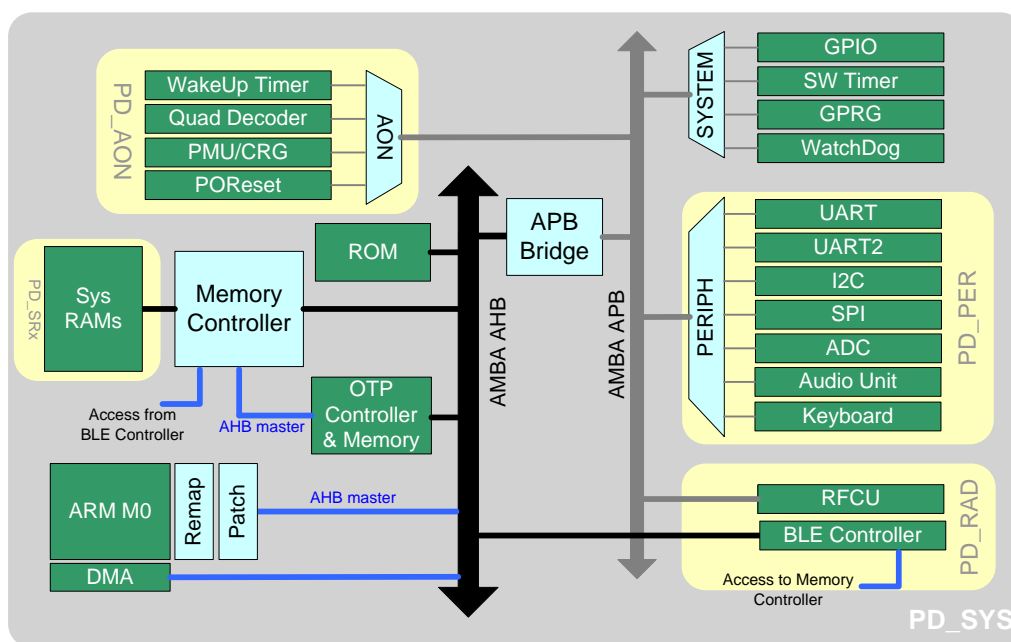 PD_AON
WakeUp Timer
Quad Decoder
PMU/CRG
POReset
AON
SYSTEM
GPIO
SW Timer
GPRG
WatchDog
ROM
APB
Bridge
PD_SRx
Sys
RAMs
Memory
Controller
AMBA AHB
AMBA APB
PERIPH
UART
UART2
I2C
SPI
ADC
Audio Unit
Keyboard
PD_PER
Access from
BLE Controller
AHB master
OTP
Controller
& Memory
ARM M0
Remap
Patch
AHB master
DMA
RFCU
BLE Controller
PD_RAD
Access to Memory
Controller
PD_SYS